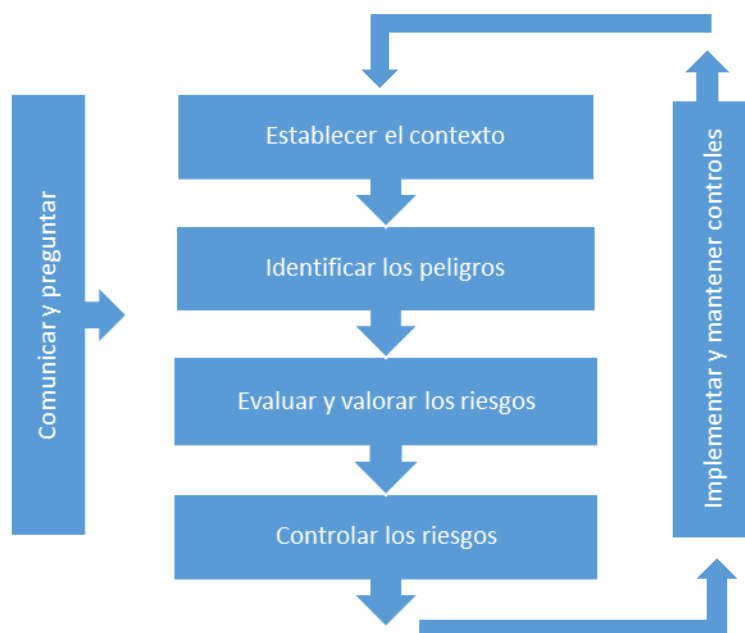 Establecer el contexto
Identificar los peligros
Evaluar y valorar los riesgos
Controlar los riesgos
Comunicar y preguntar
Implementar y mantener controles